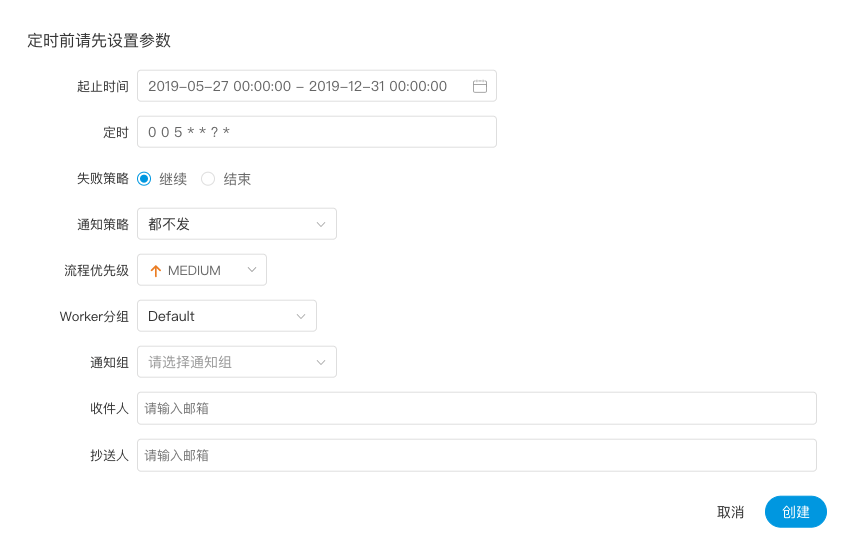 定时前请先设置参数
起止时间 2019-05-27 00:00:00 - 2019-12-31 00:00:00
定时 0 0 5 * * ? *
失败策略 继续 结束
通知策略 都不发
流程优先级 MEDIUM
Worker分组 Default
通知组 请选择通知组
收件人 请输入邮箱
抄送人 请输入邮箱
取消 创建